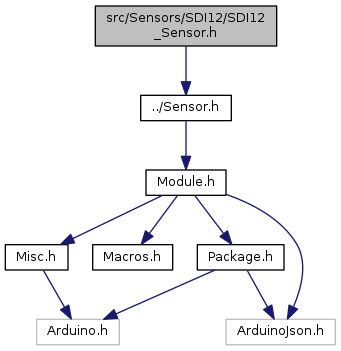 src/Sensors/SDI12/SDI12
_Sensor.h
../Sensor.h
Module.h
Misc.h
Macros.h
Package.h
Arduino.h
ArduinoJson.h